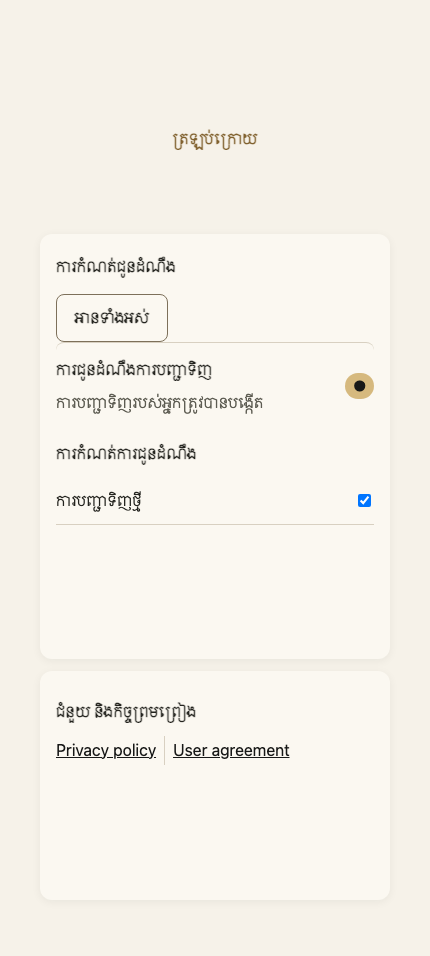 ត្រឡប់ក្រោយ
ការកំណត់ជូនដំណឹង
អានទាំងអស់
ការជូនដំណឹងការបញ្ជាទិញ
ការបញ្ជាទិញរបស់អ្នកត្រូវបានបង្កើត
ការកំណត់ការជូនដំណឹង
ការបញ្ជាទិញថ្មី
ជំនួយ និងកិច្ចព្រមព្រៀង
Privacy policy User agreement